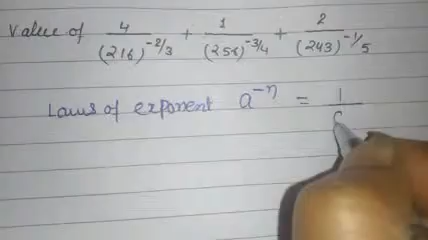 Value of 4/(216)^-2/3 + 1/(256)^-3/4 + 2/(243)^-1/5
Laws of exponent a^-n = 1/